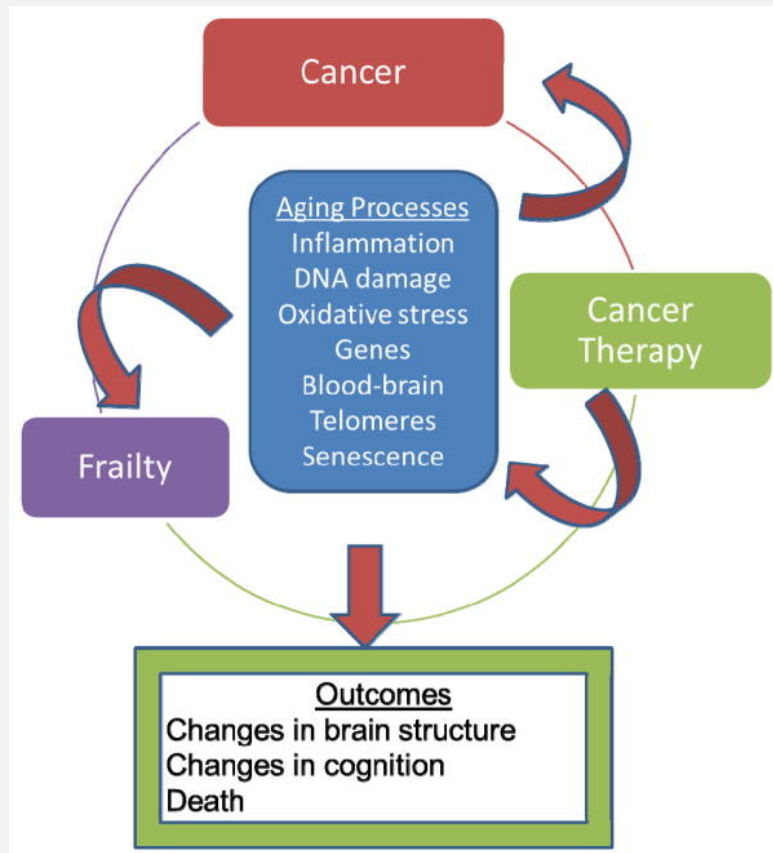 Cancer
Aging Processes
Inflammation
DNA damage
Oxidative stress
Genes
Blood-brain
Telomeres
Senescence
Cancer
Therapy
Frailty
Outcomes
Changes in brain structure
Changes in cognition
Death